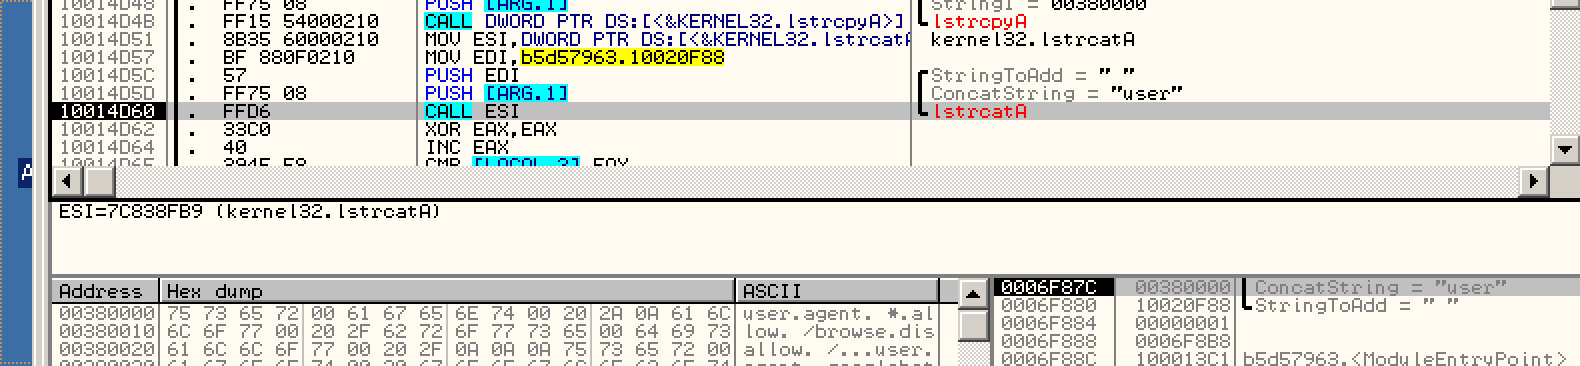 10014D48 . FF75 08 PUSH [ARG.1] String1 = 00380000
10014D4B . FF15 54000210 CALL DWORD PTR DS:[<&KERNEL32.lstrcpyA>] lstrcpyA
10014D51 . 8B35 60000210 MOV ESI,DWORD PTR DS:[<&KERNEL32.lstrcatA kernel32.lstrcatA
10014D57 . BF 880F0210 MOV EDI,b5d57963.10020F88
10014D5C . 57 PUSH EDI StringToAdd = " "
10014D5D . FF75 08 PUSH [ARG.1] ConcatString = "user"
10014D60 . FFD6 CALL ESI lstrcatA
10014D62 . 33C0 XOR EAX,EAX
10014D64 . 40 INC EAX
10014D65 . 3945 F8 CMP [LOCAL.2],EAX
A
ESI=7C838FB9 (kernel32.lstrcatA)
Address Hex dump ASCII
00380000 75 73 65 72 00 61 67 65 6E 74 00 20 2A 0A 61 6C user.agent. *.al
00380010 6C 6F 77 00 20 2F 62 72 6F 77 73 65 00 64 69 73 low. /browse.dis
00380020 61 6C 6C 6F 77 00 20 2F 0A 0A 0A 75 73 65 72 00 allow. /...user.
0006F87C 00380000 ConcatString = "user"
0006F880 10020F88 StringToAdd = " "
0006F884 00000001
0006F888 0006F8B8
0006F88C 100013C1 b5d57963.<ModuleEntryPoint>